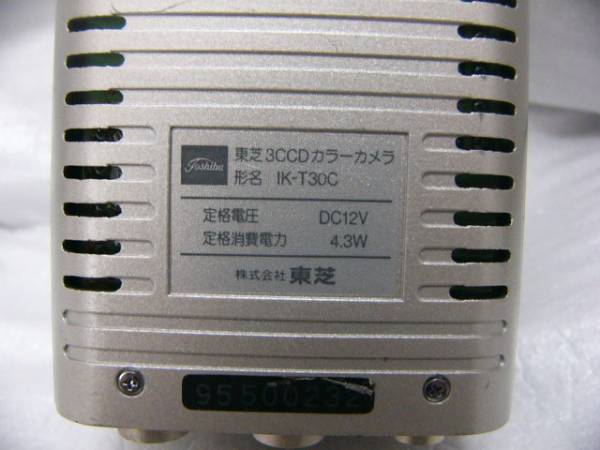 Toshiba
東芝3CCDカラーカメラ
形名 IK-T30C
定格電圧 DC12V
定格消費電力 4.3W
株式会社 東芝
95500232